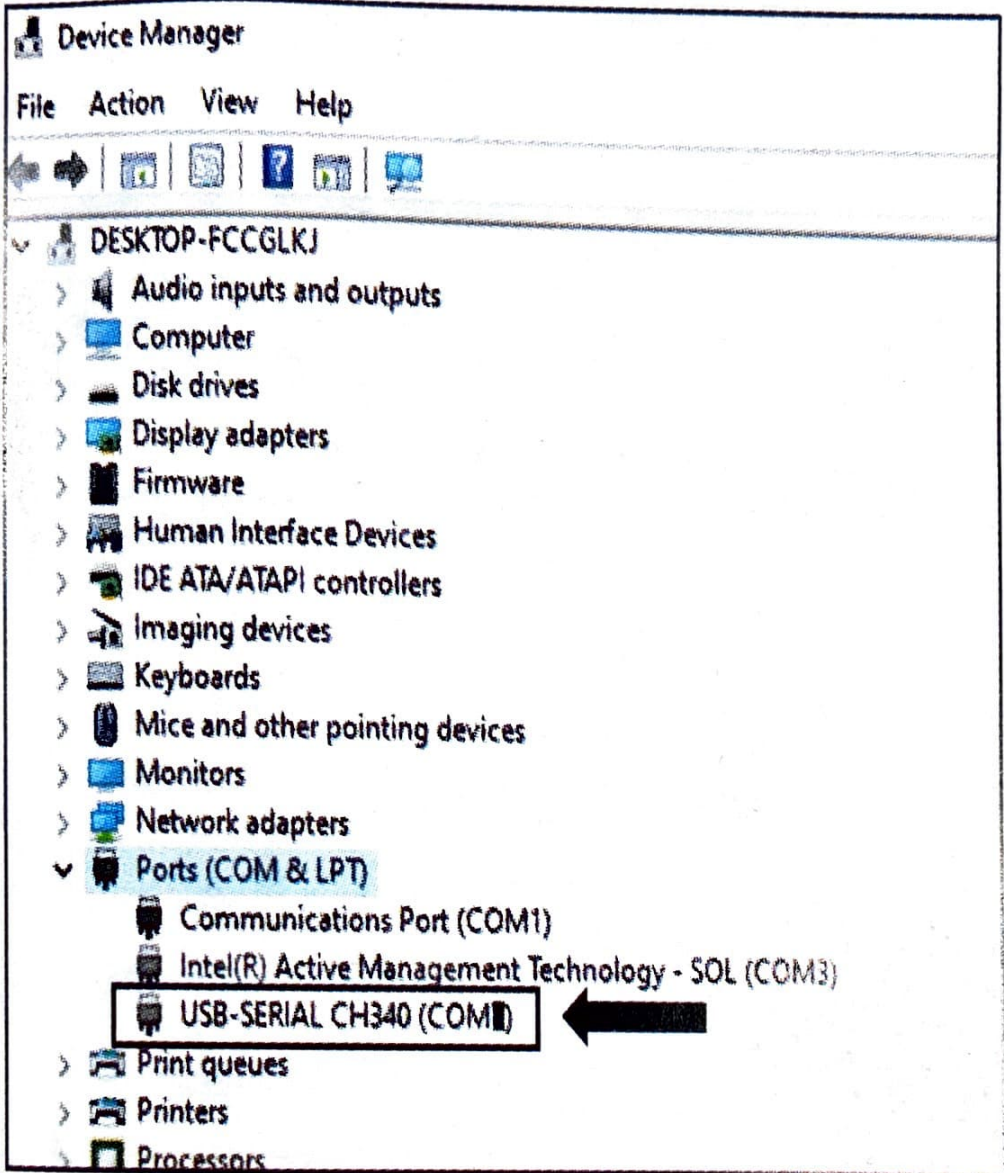 Device Manager
File Action View Help
DESKTOP-FCCGLKJ
Audio inputs and outputs
Computer
Disk drives
Display adapters
Firmware
Human Interface Devices
IDE ATA/ATAPI controllers
Imaging devices
Keyboards
Mice and other pointing devices
Monitors
Network adapters
Ports (COM & LPT)
Communications Port (COM1)
Intel(R) Active Management Technology - SOL (COM3)
USB-SERIAL CH340
Print queues
Printers
Processors